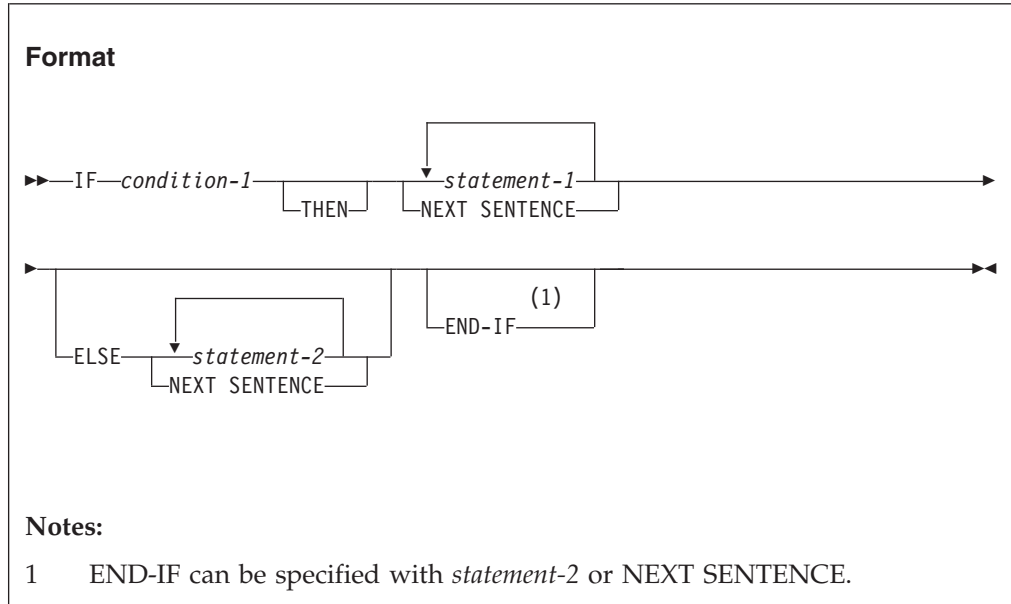 Format
IF condition-1 THEN statement-1 NEXT SENTENCE
ELSE statement-2 NEXT SENTENCE END-IF (1)
Notes:
1 END-IF can be specified with statement-2 or NEXT SENTENCE.